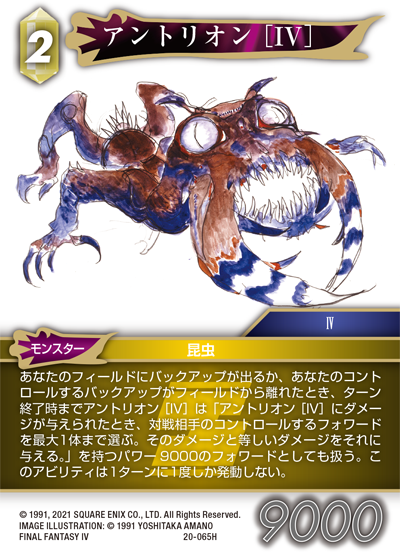 2
アントリオン [IV]
IV
モンスター
昆虫
あなたのフィールドにバックアップが出るか、あなたのコント
ロールするバックアップがフィールドから離れたとき、ターン
終了時までアントリオン [IV] は「アントリオン [IV] にダメー
ジが与えられたとき、対戦相手のコントロールするフォワード
を最大1体まで選ぶ。そのダメージと等しいダメージをそれに
与える。」を持つパワー 9000のフォワードとしても扱う。こ
のアビリティは1ターンに1度しか発動しない。
© 1991, 2021 SQUARE ENIX CO., LTD. All Rights Reserved.
IMAGE ILLUSTRATION: © 1991 YOSHITAKA AMANO
FINAL FANTASY IV
20-065H
9000